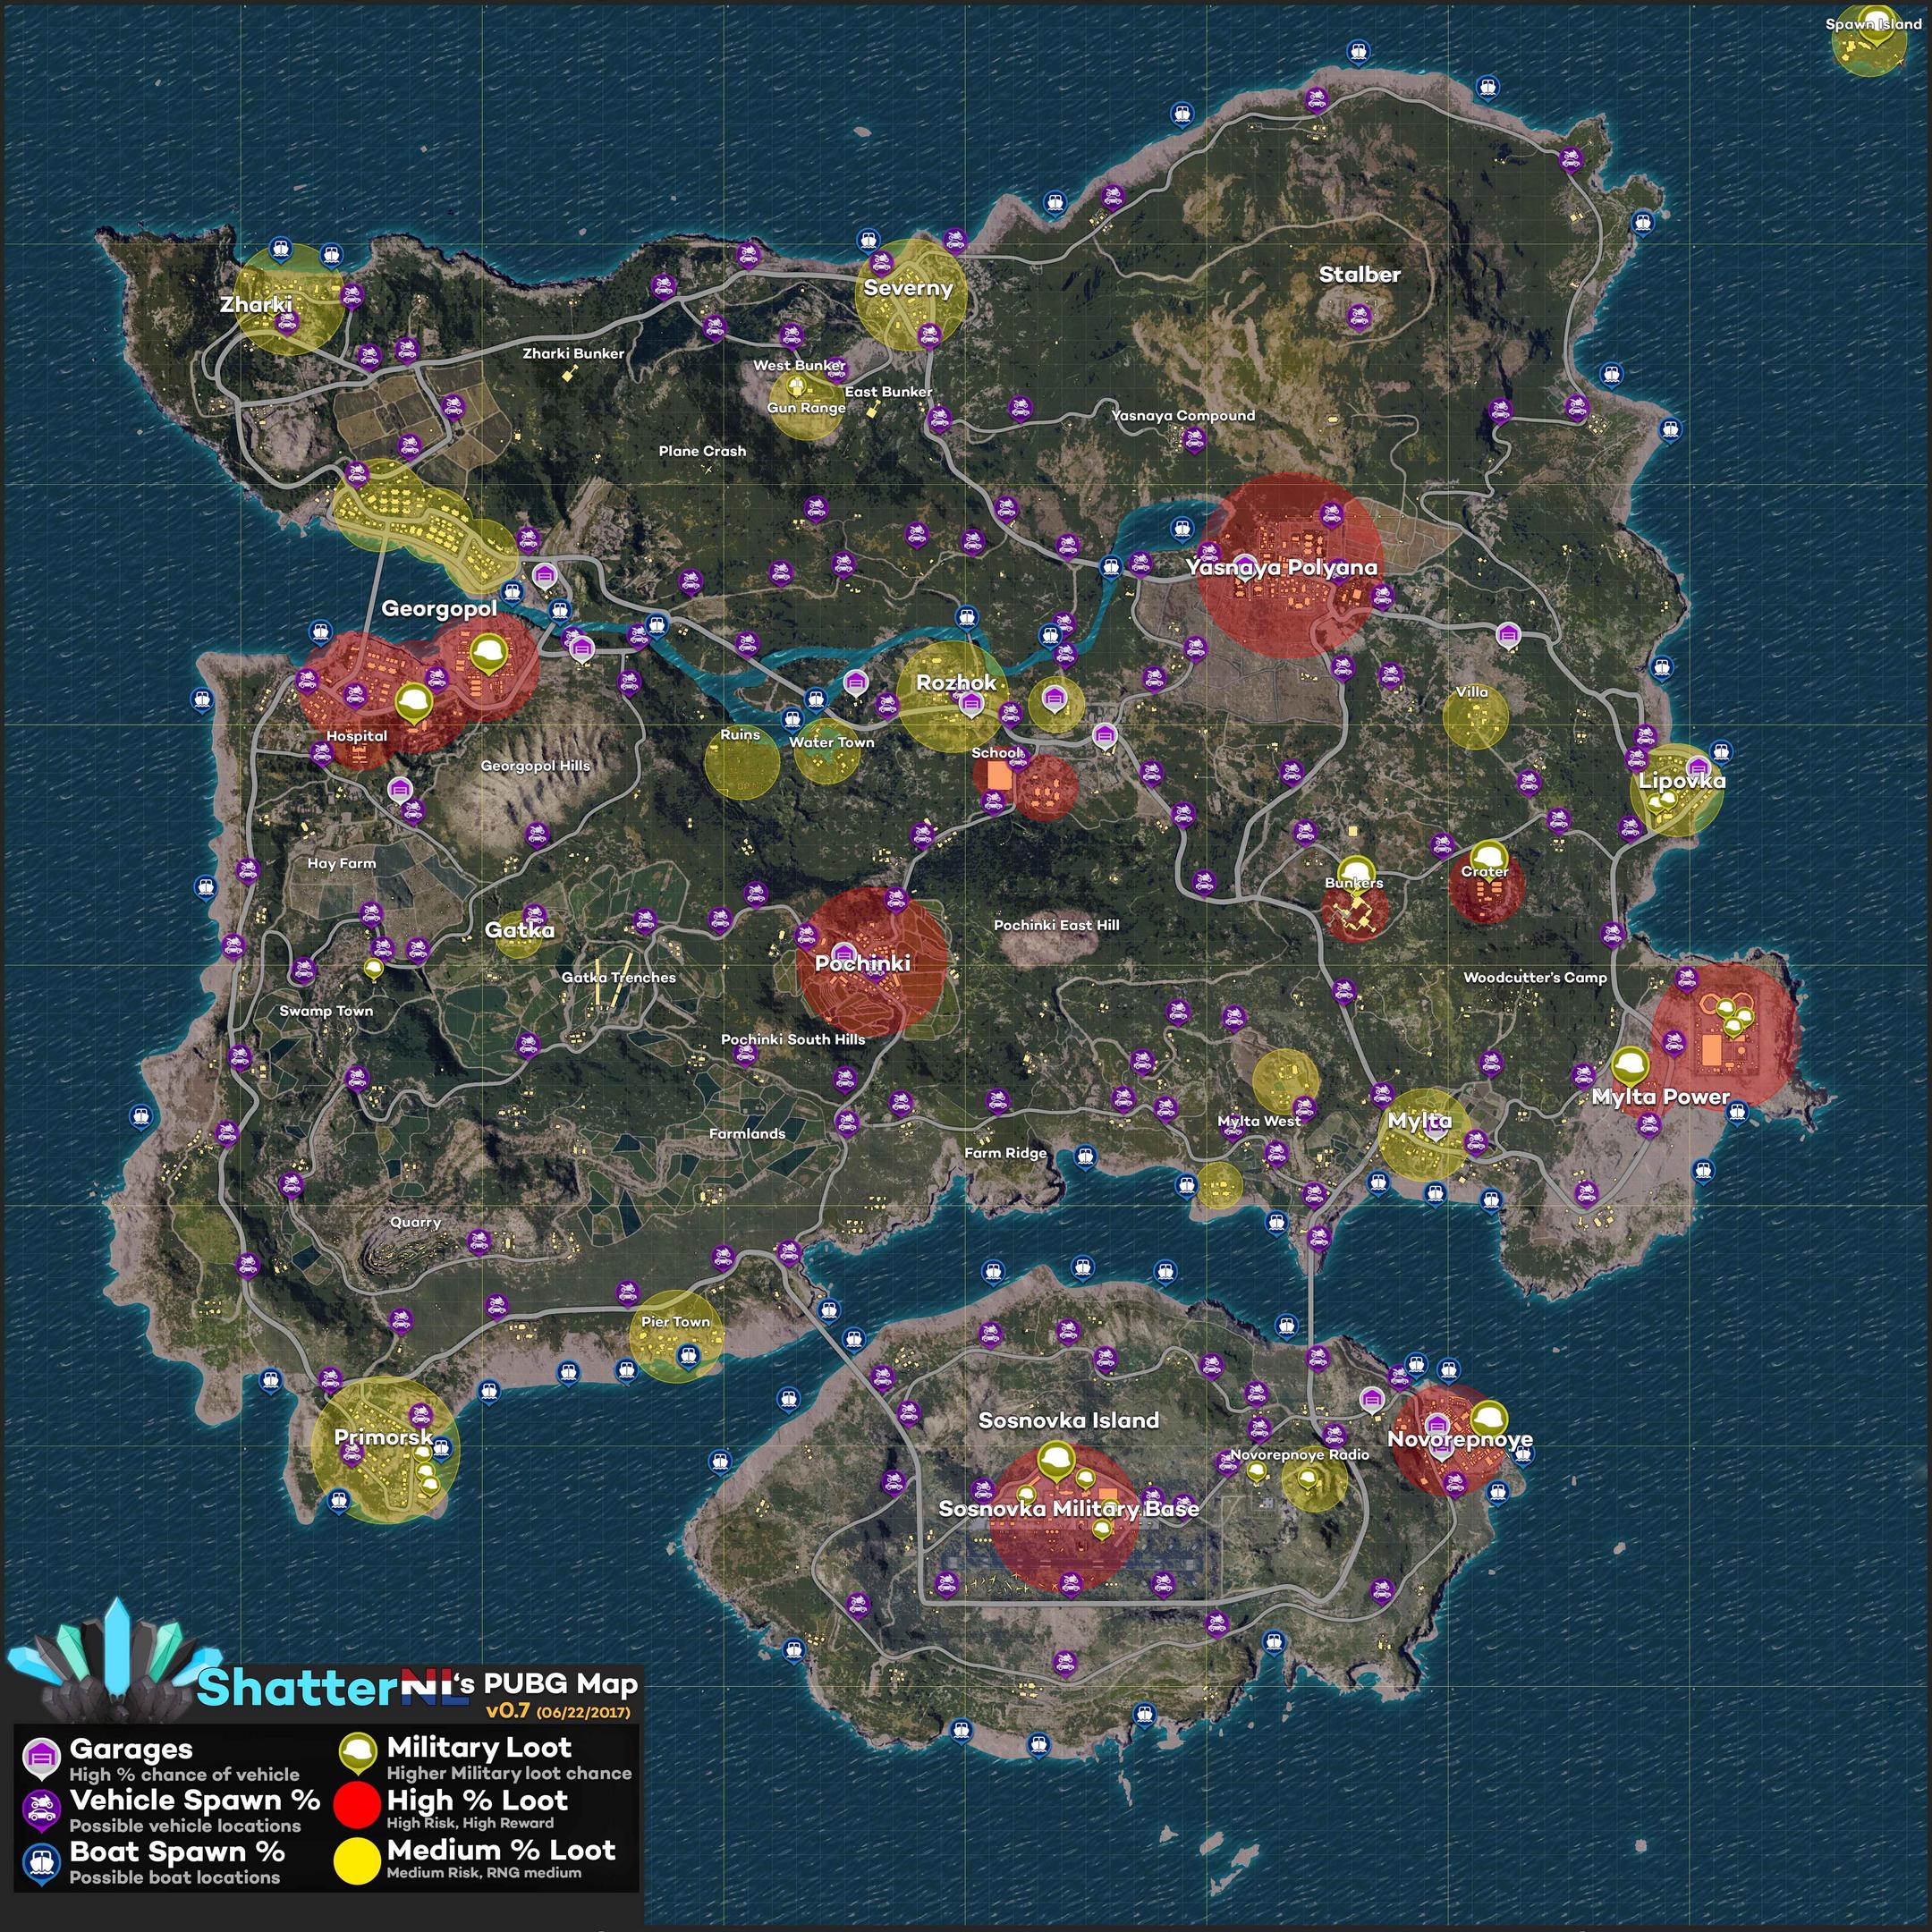 Spawn Island
Stalber
Severny
Zharki
Zharki Bunker
West Bunker
East Bunker
Gun Range
Yasnaya Compound
Plane Crash
Yasnaya Polyana
Georgopol
Rozhok
Villa
Hospital
Ruins
Water Town
School
Georgopol Hills
Lipovka
Hay Farm
Crater
Bunkers
Gatka
Pochinki East Hill
Pochinki
Gatka Trenches
Woodcutter's Camp
Swamp Town
Pochinki South Hills
Mylta Power
Mylta West
Mylta
Farmlands
Farm Ridge
Quarry
Pier Town
Sosnovka Island
Primorsk
Novorepnoye
Novorepnoye Radio
Sosnovka Military Base
ShatterNL's PUBG Map
v0.7 (06/22/2017)
Garages
High % chance of vehicle
Vehicle Spawn %
Possible vehicle locations
Boat Spawn %
Possible boat locations
Military Loot
Higher Military loot chance
High % Loot
High Risk, High Reward
Medium % Loot
Medium Risk, RNG medium